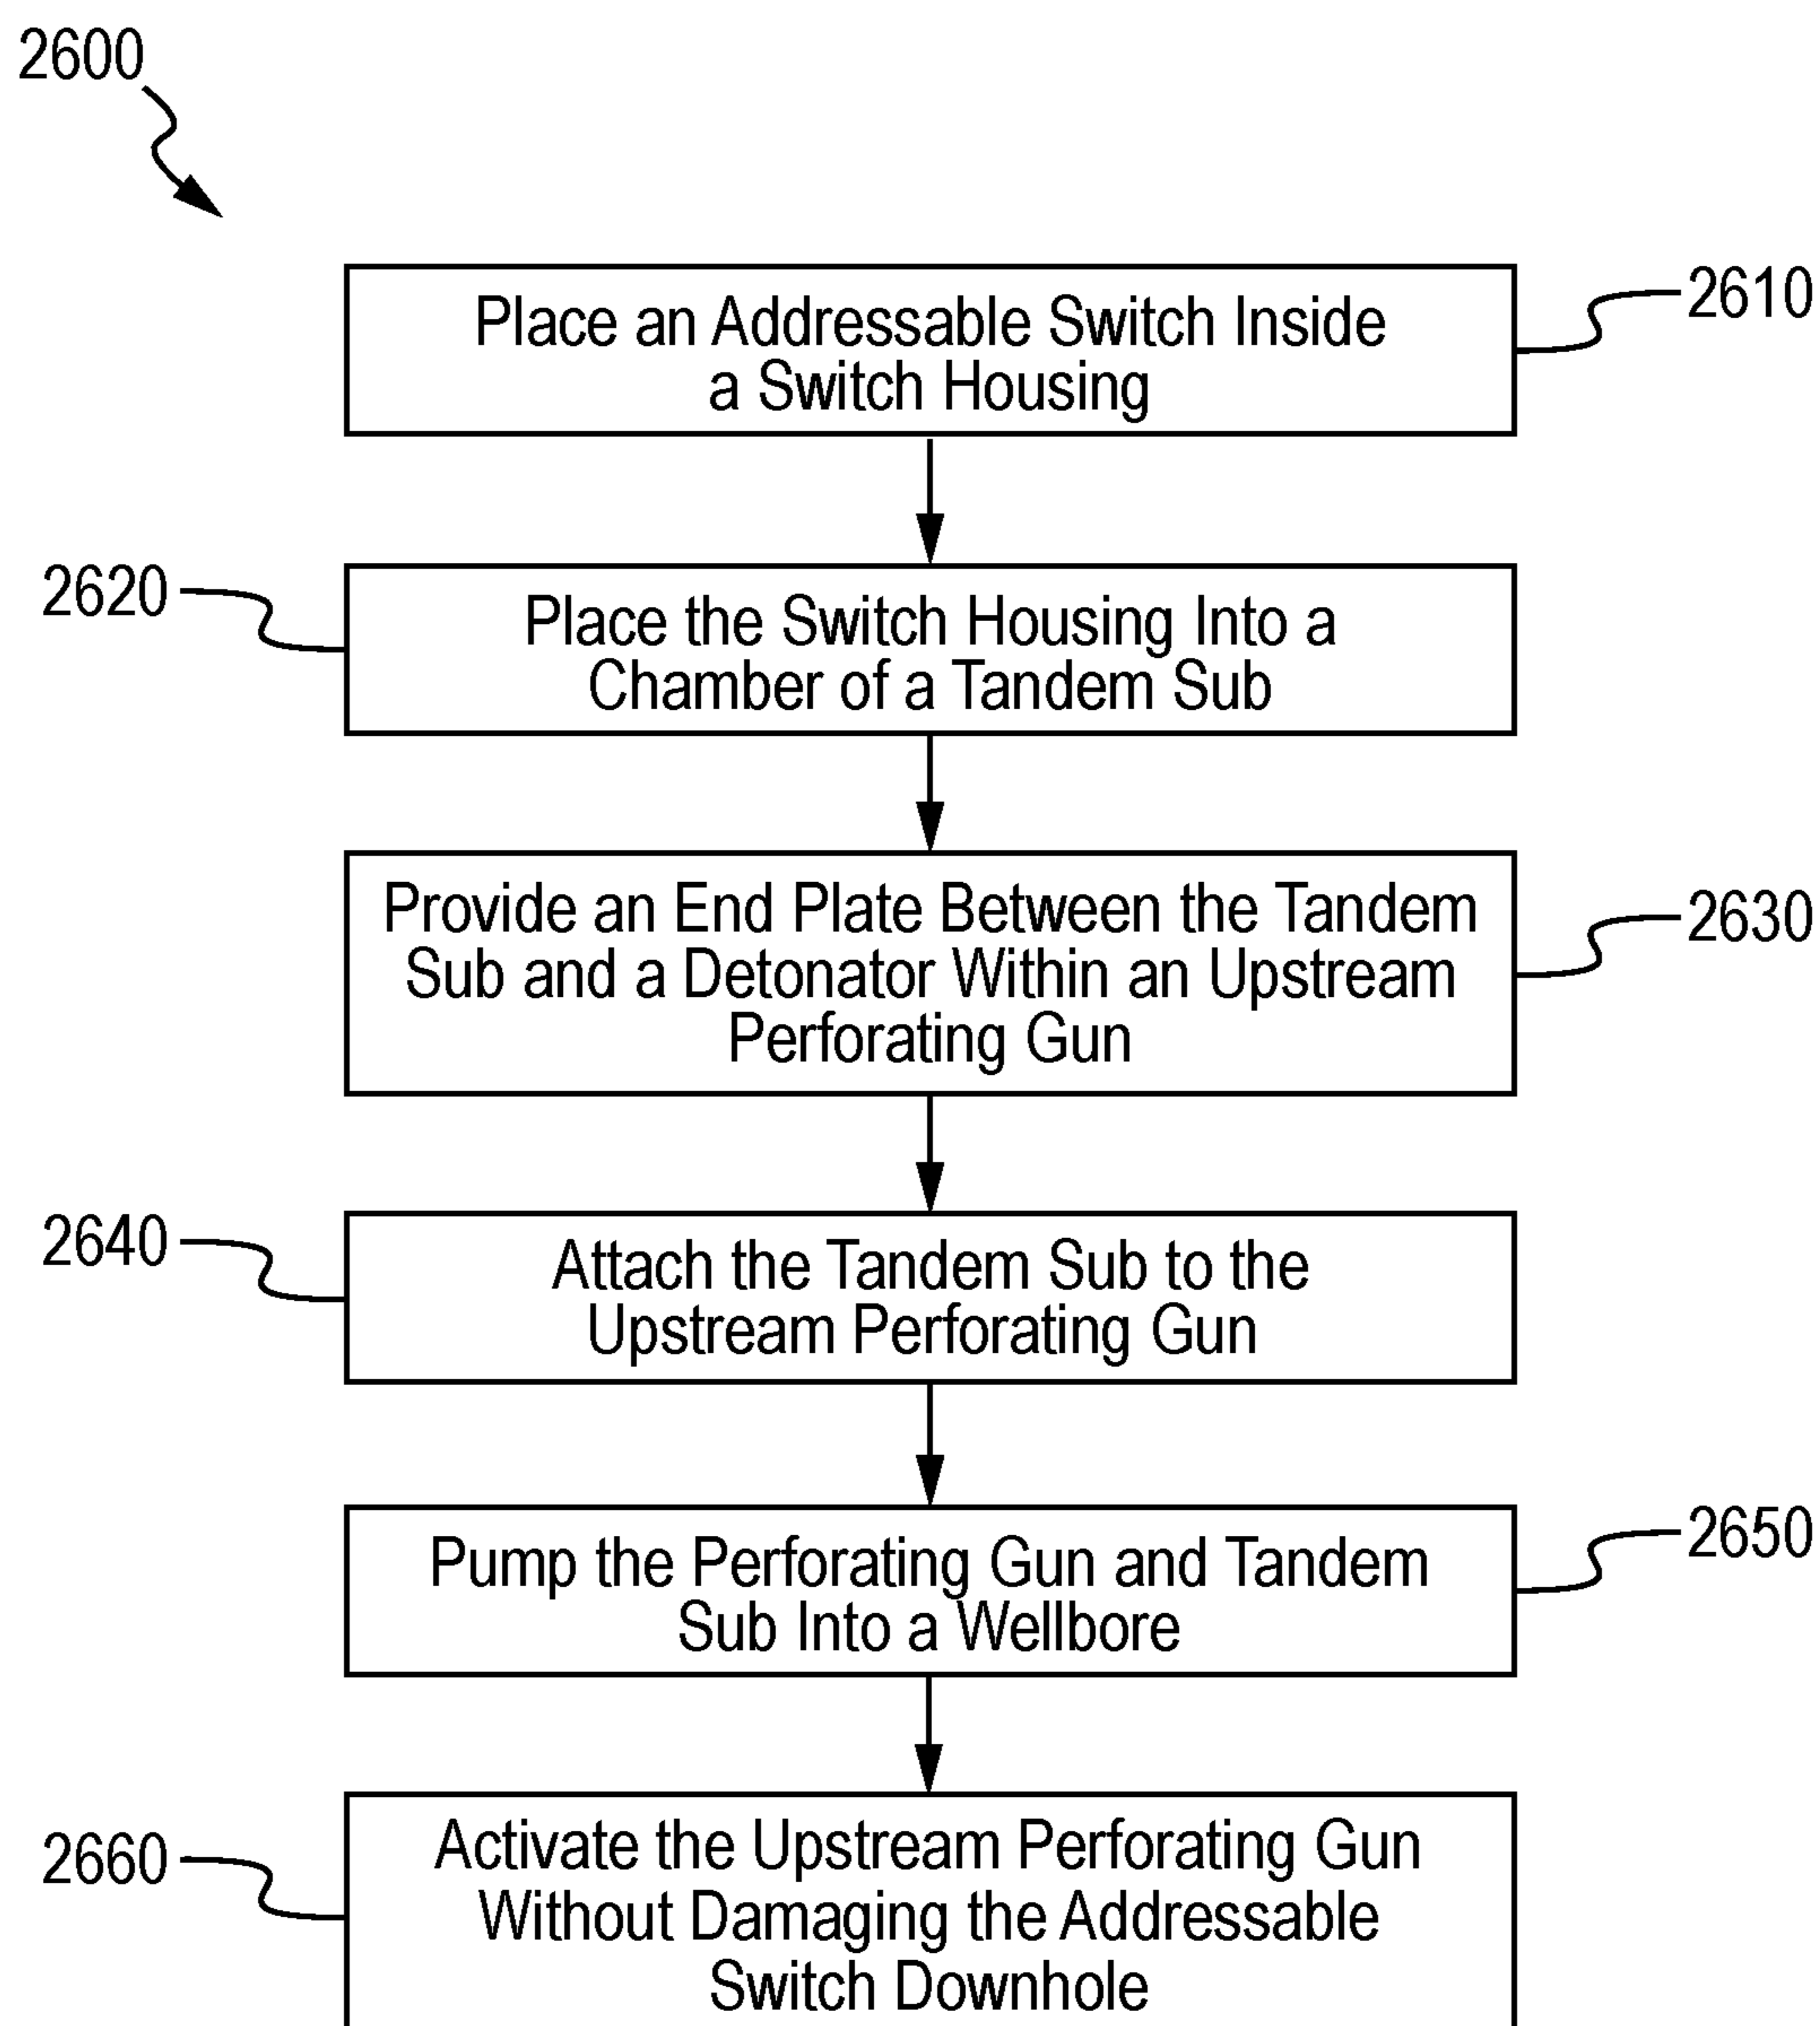 2600
Place an Addressable Switch Inside
a Switch Housing
2610
2620
Place the Switch Housing Into a
Chamber of a Tandem Sub
Provide an End Plate Between the Tandem
Sub and a Detonator Within an Upstream
Perforating Gun
2630
2640
Attach the Tandem Sub to the
Upstream Perforating Gun
Pump the Perforating Gun and Tandem
Sub Into a Wellbore
2650
2660
Activate the Upstream Perforating Gun
Without Damaging the Addressable
Switch Downhole